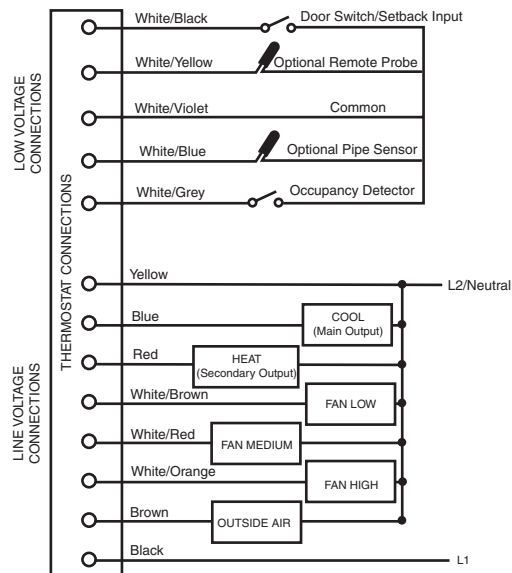 White/Black
Door Switch/Setback Input
White/Yellow
Optional Remote Probe
White/Violet
Common
White/Blue
Optional Pipe Sensor
White/Grey
Occupancy Detector
LOW VOLTAGE
CONNECTIONS
THERMOSTAT CONNECTIONS
LINE VOLTAGE
CONNECTIONS
Yellow
L2/Neutral
Blue
COOL
(Main Output)
Red
HEAT
(Secondary Output)
White/Brown
FAN LOW
White/Red
FAN MEDIUM
White/Orange
FAN HIGH
Brown
OUTSIDE AIR
Black
L1